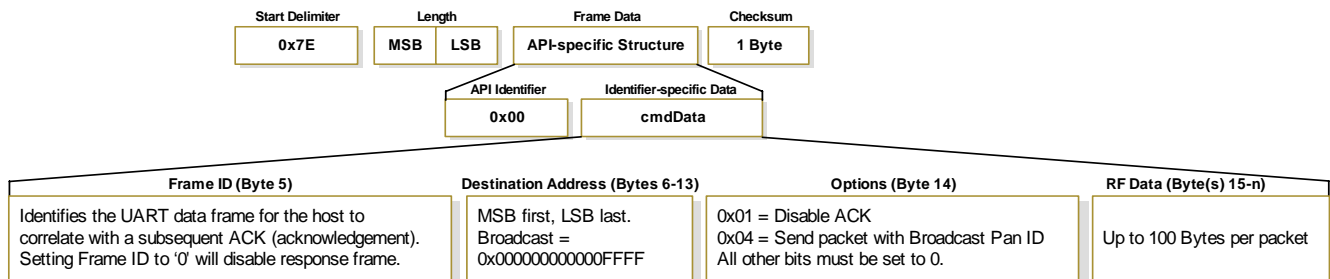 Start Delimiter Length Frame Data Checksum
0x7E MSB LSB API-specific Structure 1 Byte
API Identifier Identifier-specific Data
0x00 cmdData
Frame ID (Byte 5)
Identifies the UART data frame for the host to
correlate with a subsequent ACK (acknowledgement).
Setting Frame ID to ‘0’ will disable response frame.
Destination Address (Bytes 6-13)
MSB first, LSB last.
Broadcast =
0x000000000000FFFF
Options (Byte 14)
0x01 = Disable ACK
0x04 = Send packet with Broadcast Pan ID
All other bits must be set to 0.
RF Data (Byte(s) 15-n)
Up to 100 Bytes per packet